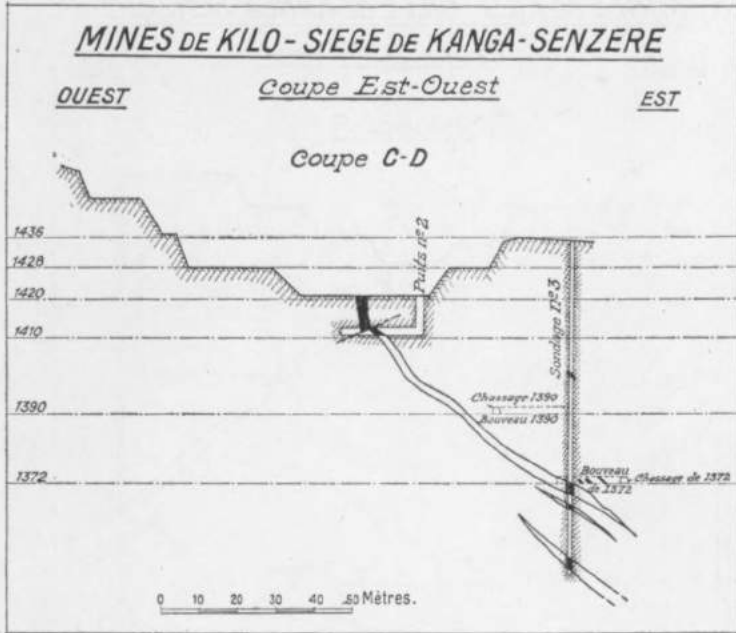 MINES DE KILO - SIEGE DE KANGA-SENZERE
Coupe Est-Ouest
OUEST
EST
Coupe C-D
Puits n°2
1436
1428
1420
1410
Sondage N°3
Chassage 1390
Bouveau 1390
1390
Bouveau
de 1372
Chassage de 1372
1372
0 10 20 30 40 50 Mètres.